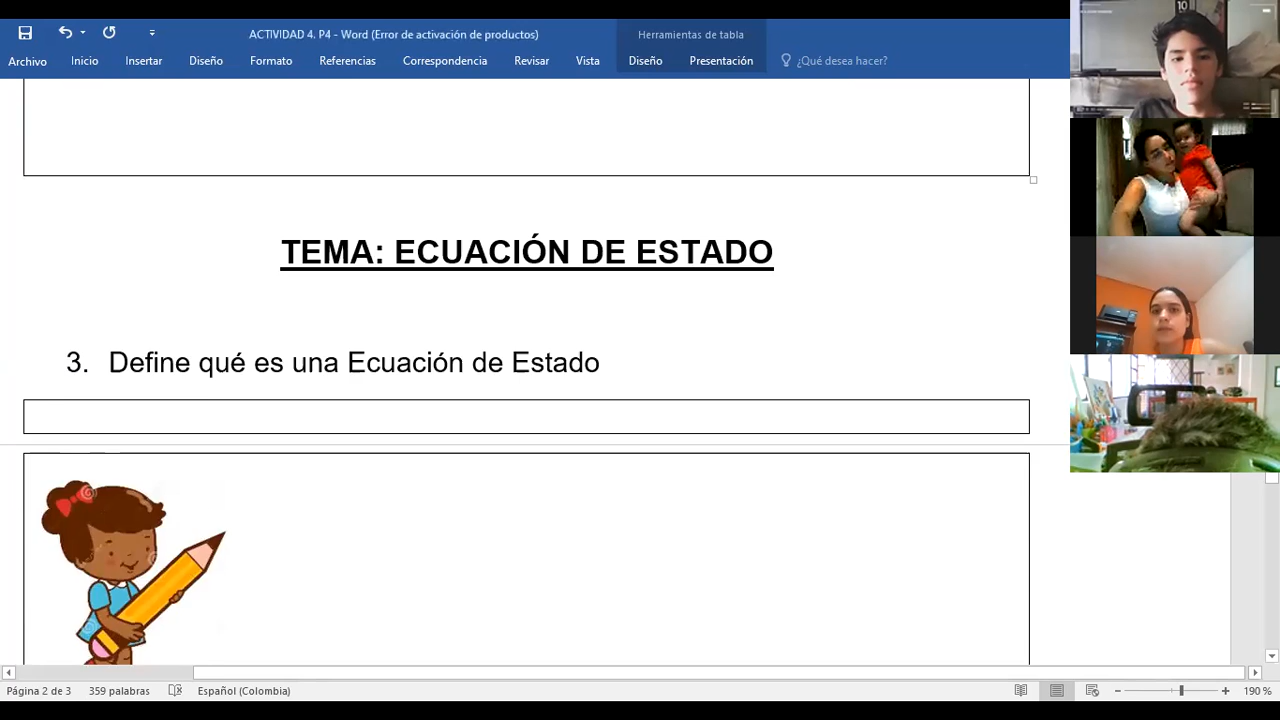 ACTIVIDAD 4. P4 - Word (Error de activación de productos)
Herramientas de tabla
Archivo Inicio Insertar Diseño Formato Referencias Correspondencia Revisar Vista Diseño Presentación ¿Qué desea hacer?
10
TEMA: ECUACIÓN DE ESTADO
3. Define qué es una Ecuación de Estado
Página 2 de 3 359 palabras Español (Colombia) 190 %